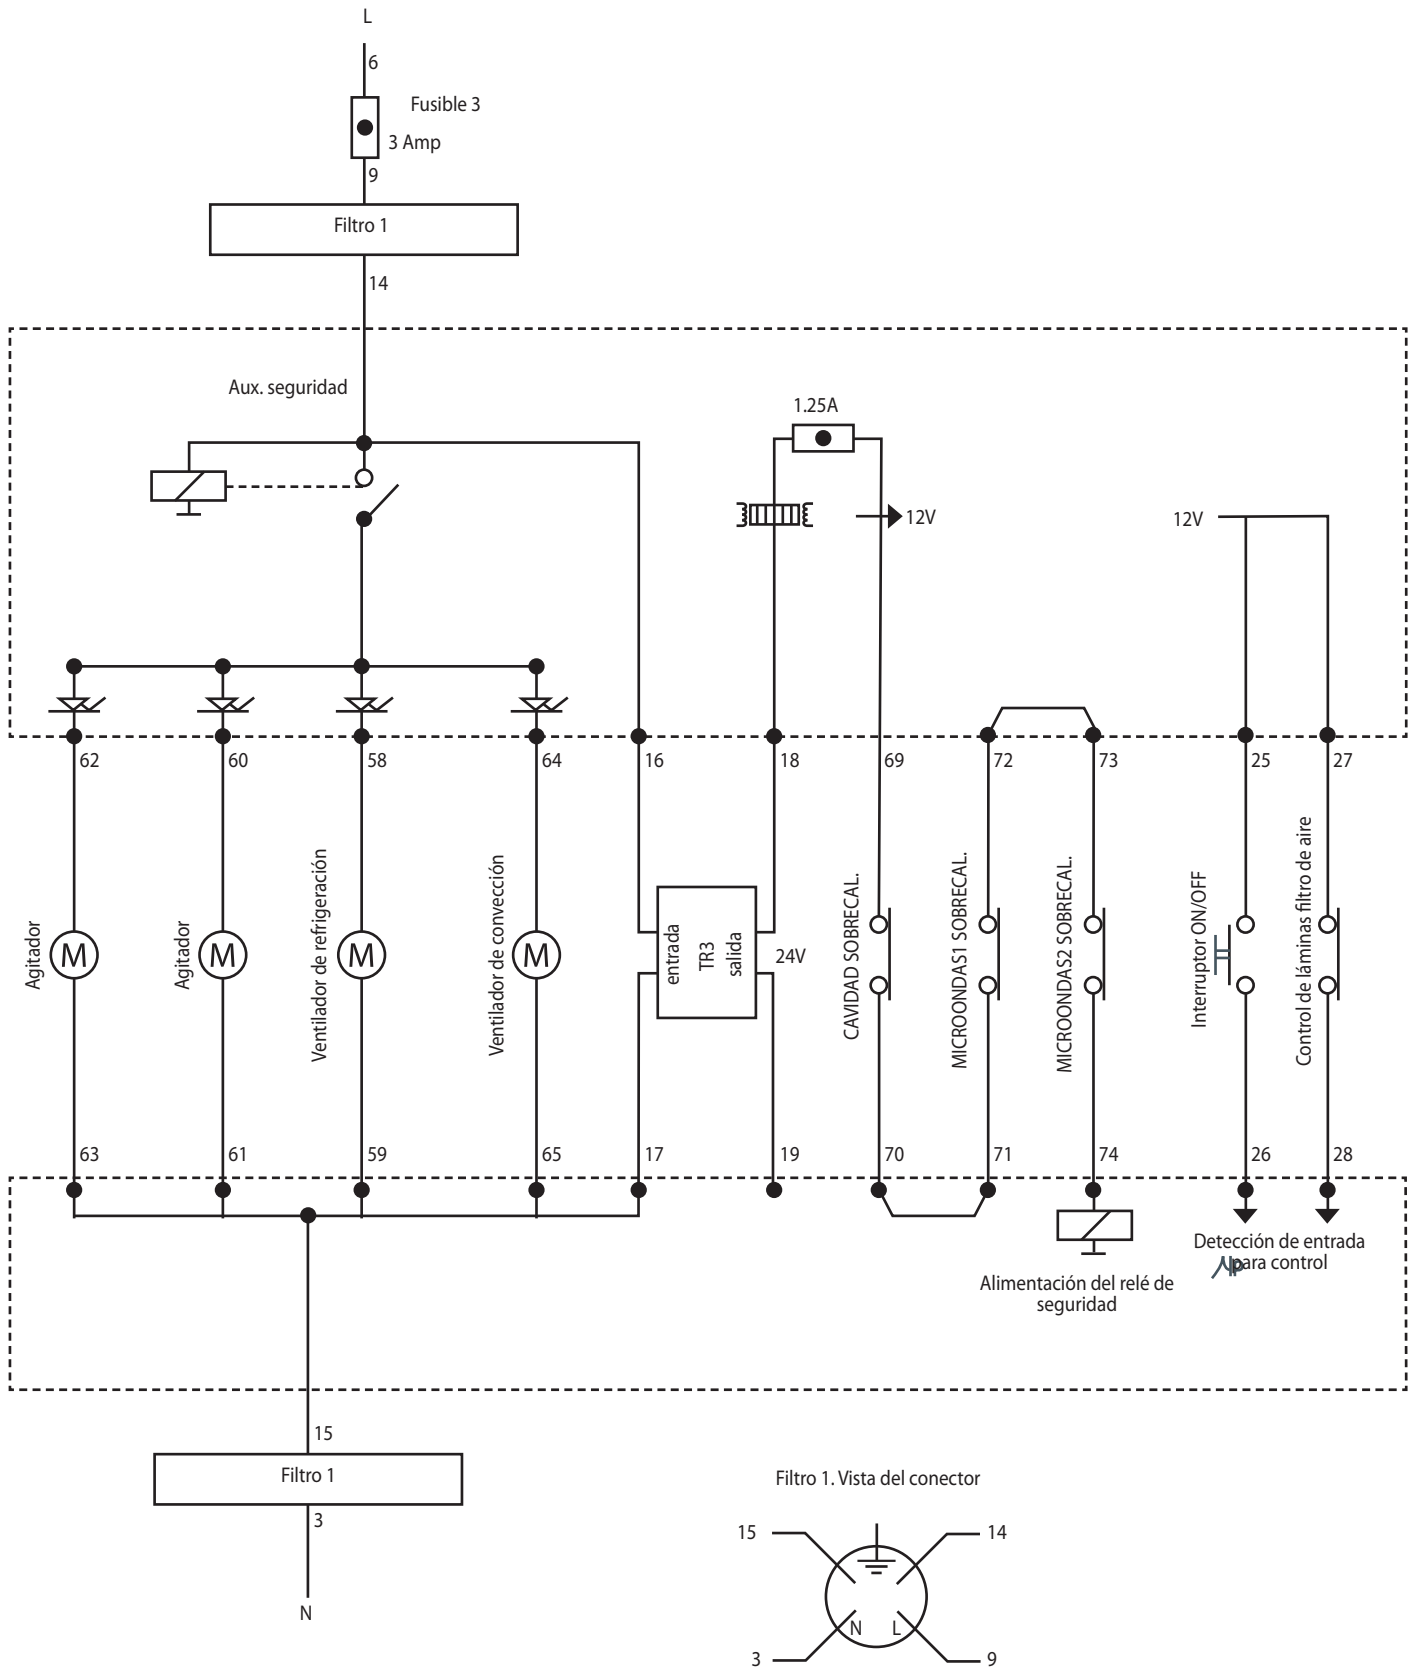 L
6
Fusible 3
3 Amp
9
Filtro 1
14
Aux. seguridad
1.25A
12V
12V
62
60
58
64
16
18
69
72
73
25
27
Agitador
M
Agitador
M
Ventilador de refrigeración
M
Ventilador de convección
M
entrada
TR3
salida
24V
CAVIDAD SOBRECAL.
MICROONDAS1 SOBRECAL.
MICROONDAS2 SOBRECAL.
Interruptor ON/OFF
Control de láminas filtro de aire
63
61
59
65
17
19
70
71
74
26
28
Detección de entrada
para control
Alimentación del relé de
seguridad
15
Filtro 1
3
N
Filtro 1. Vista del conector
15
14
N
L
3
9